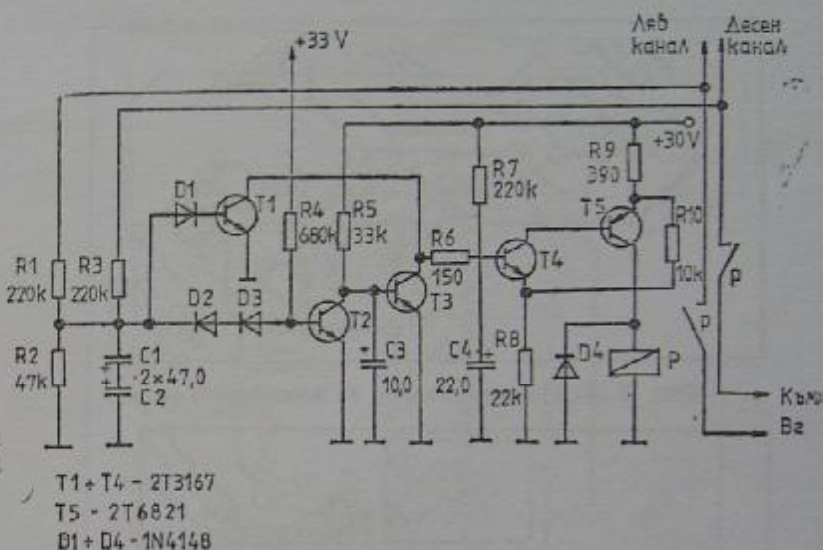 Ляв
канал
Десен
канал
+33 V
+30V
D1
T1
R4
680k
R5
33k
R7
220k
R9
390
T5
R10
10k
R1
220k
R3
220k
R6
150
T4
T3
D2
D3
T2
P
P
R2
47k
C1
2×47,0
C2
C3
10,0
C4
22,0
R8
22k
D4
P
Към
Вг
T1 ÷ T4 - 2T3167
T5 - 2T6821
D1 ÷ D4 - 1N4148